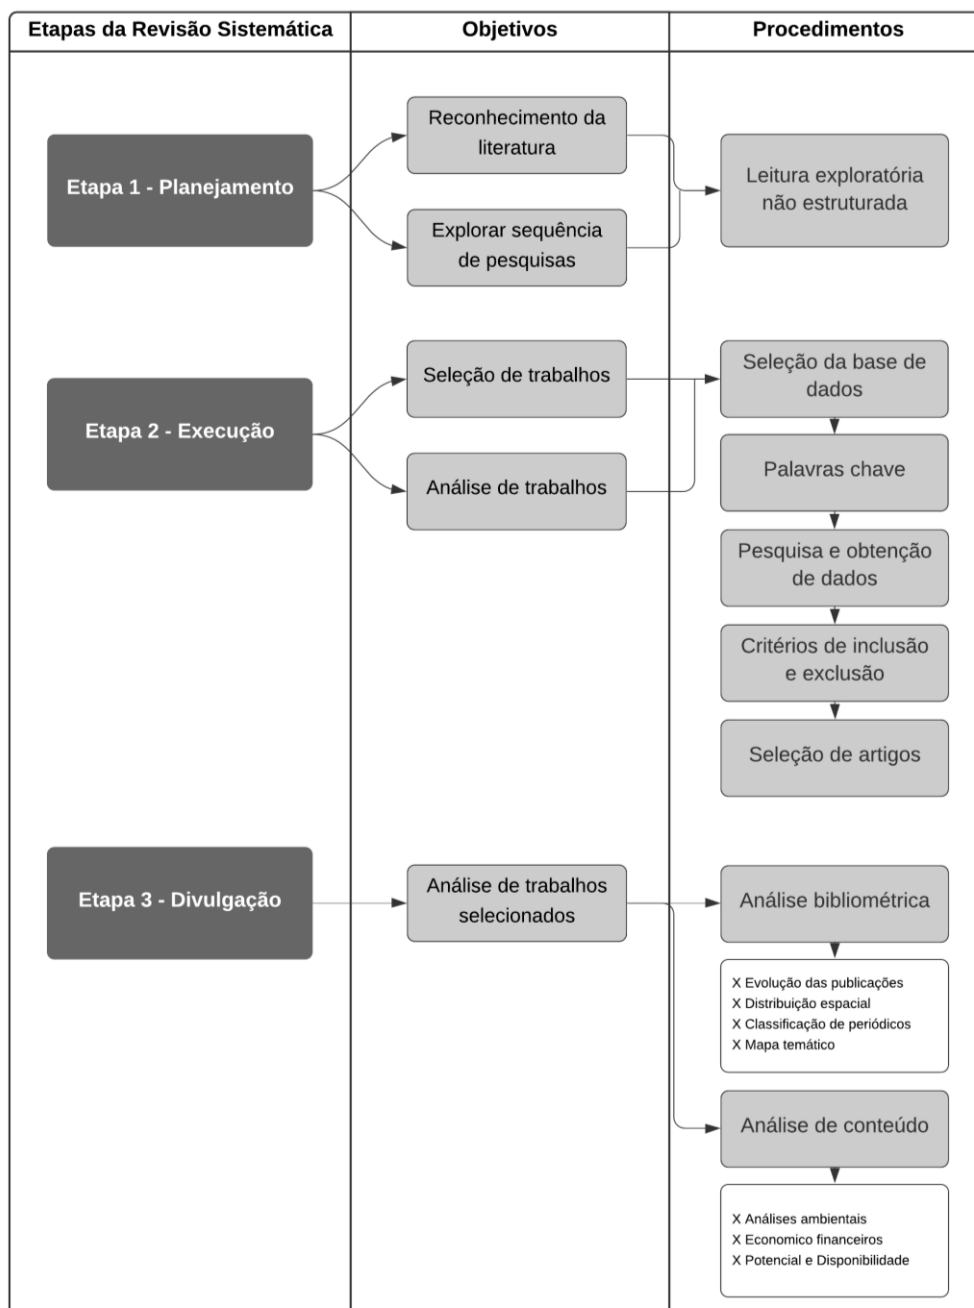 Etapas da Revisão Sistemática
Objetivos
Procedimentos
Etapa 1 - Planejamento
Reconhecimento da
literatura
Explorar sequência
de pesquisas
Leitura exploratória
não estruturada
Etapa 2 - Execução
Seleção de trabalhos
Análise de trabalhos
Seleção da base de
dados
Palavras chave
Pesquisa e obtenção
de dados
Critérios de inclusão
e exclusão
Seleção de artigos
Etapa 3 - Divulgação
Análise de trabalhos
selecionados
Análise bibliométrica
X Evolução das publicações
X Distribuição espacial
X Classificação de periódicos
X Mapa temático
Análise de conteúdo
X Análises ambientais
X Economico financeiros
X Potencial e Disponibilidade